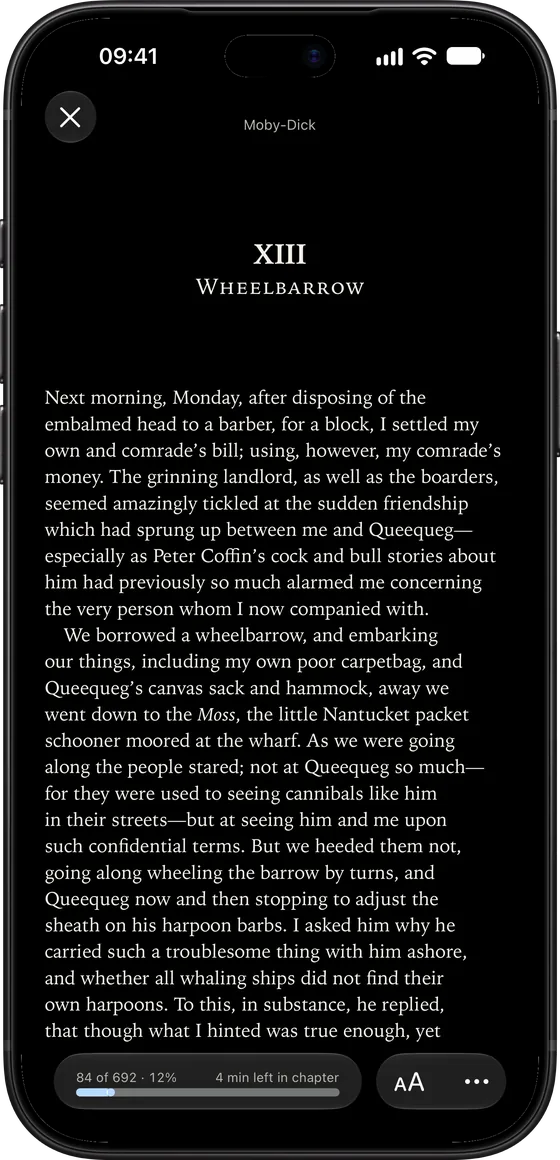 09:41
Moby-Dick
XIII
Wheelbarrow
Next morning, Monday, after disposing of the
embalmed head to a barber, for a block, I settled my
own and comrade’s bill; using, however, my comrade’s
money. The grinning landlord, as well as the boarders,
seemed amazingly tickled at the sudden friendship
which had sprung up between me and Queequeg—
especially as Peter Coffin’s cock and bull stories about
him had previously so much alarmed me concerning
the very person whom I now companied with.
We borrowed a wheelbarrow, and embarking
our things, including my own poor carpetbag, and
Queequeg’s canvas sack and hammock, away we
went down to the Moss, the little Nantucket packet
schooner moored at the wharf. As we were going
along the people stared; not at Queequeg so much—
for they were used to seeing cannibals like him
in their streets—but at seeing him and me upon
such confidential terms. But we heeded them not,
going along wheeling the barrow by turns, and
Queequeg now and then stopping to adjust the
sheath on his harpoon barbs. I asked him why he
carried such a troublesome thing with him ashore,
and whether all whaling ships did not find their
own harpoons. To this, in substance, he replied,
that though what I hinted was true enough, yet
84 of 692 · 12%
4 min left in chapter
AA